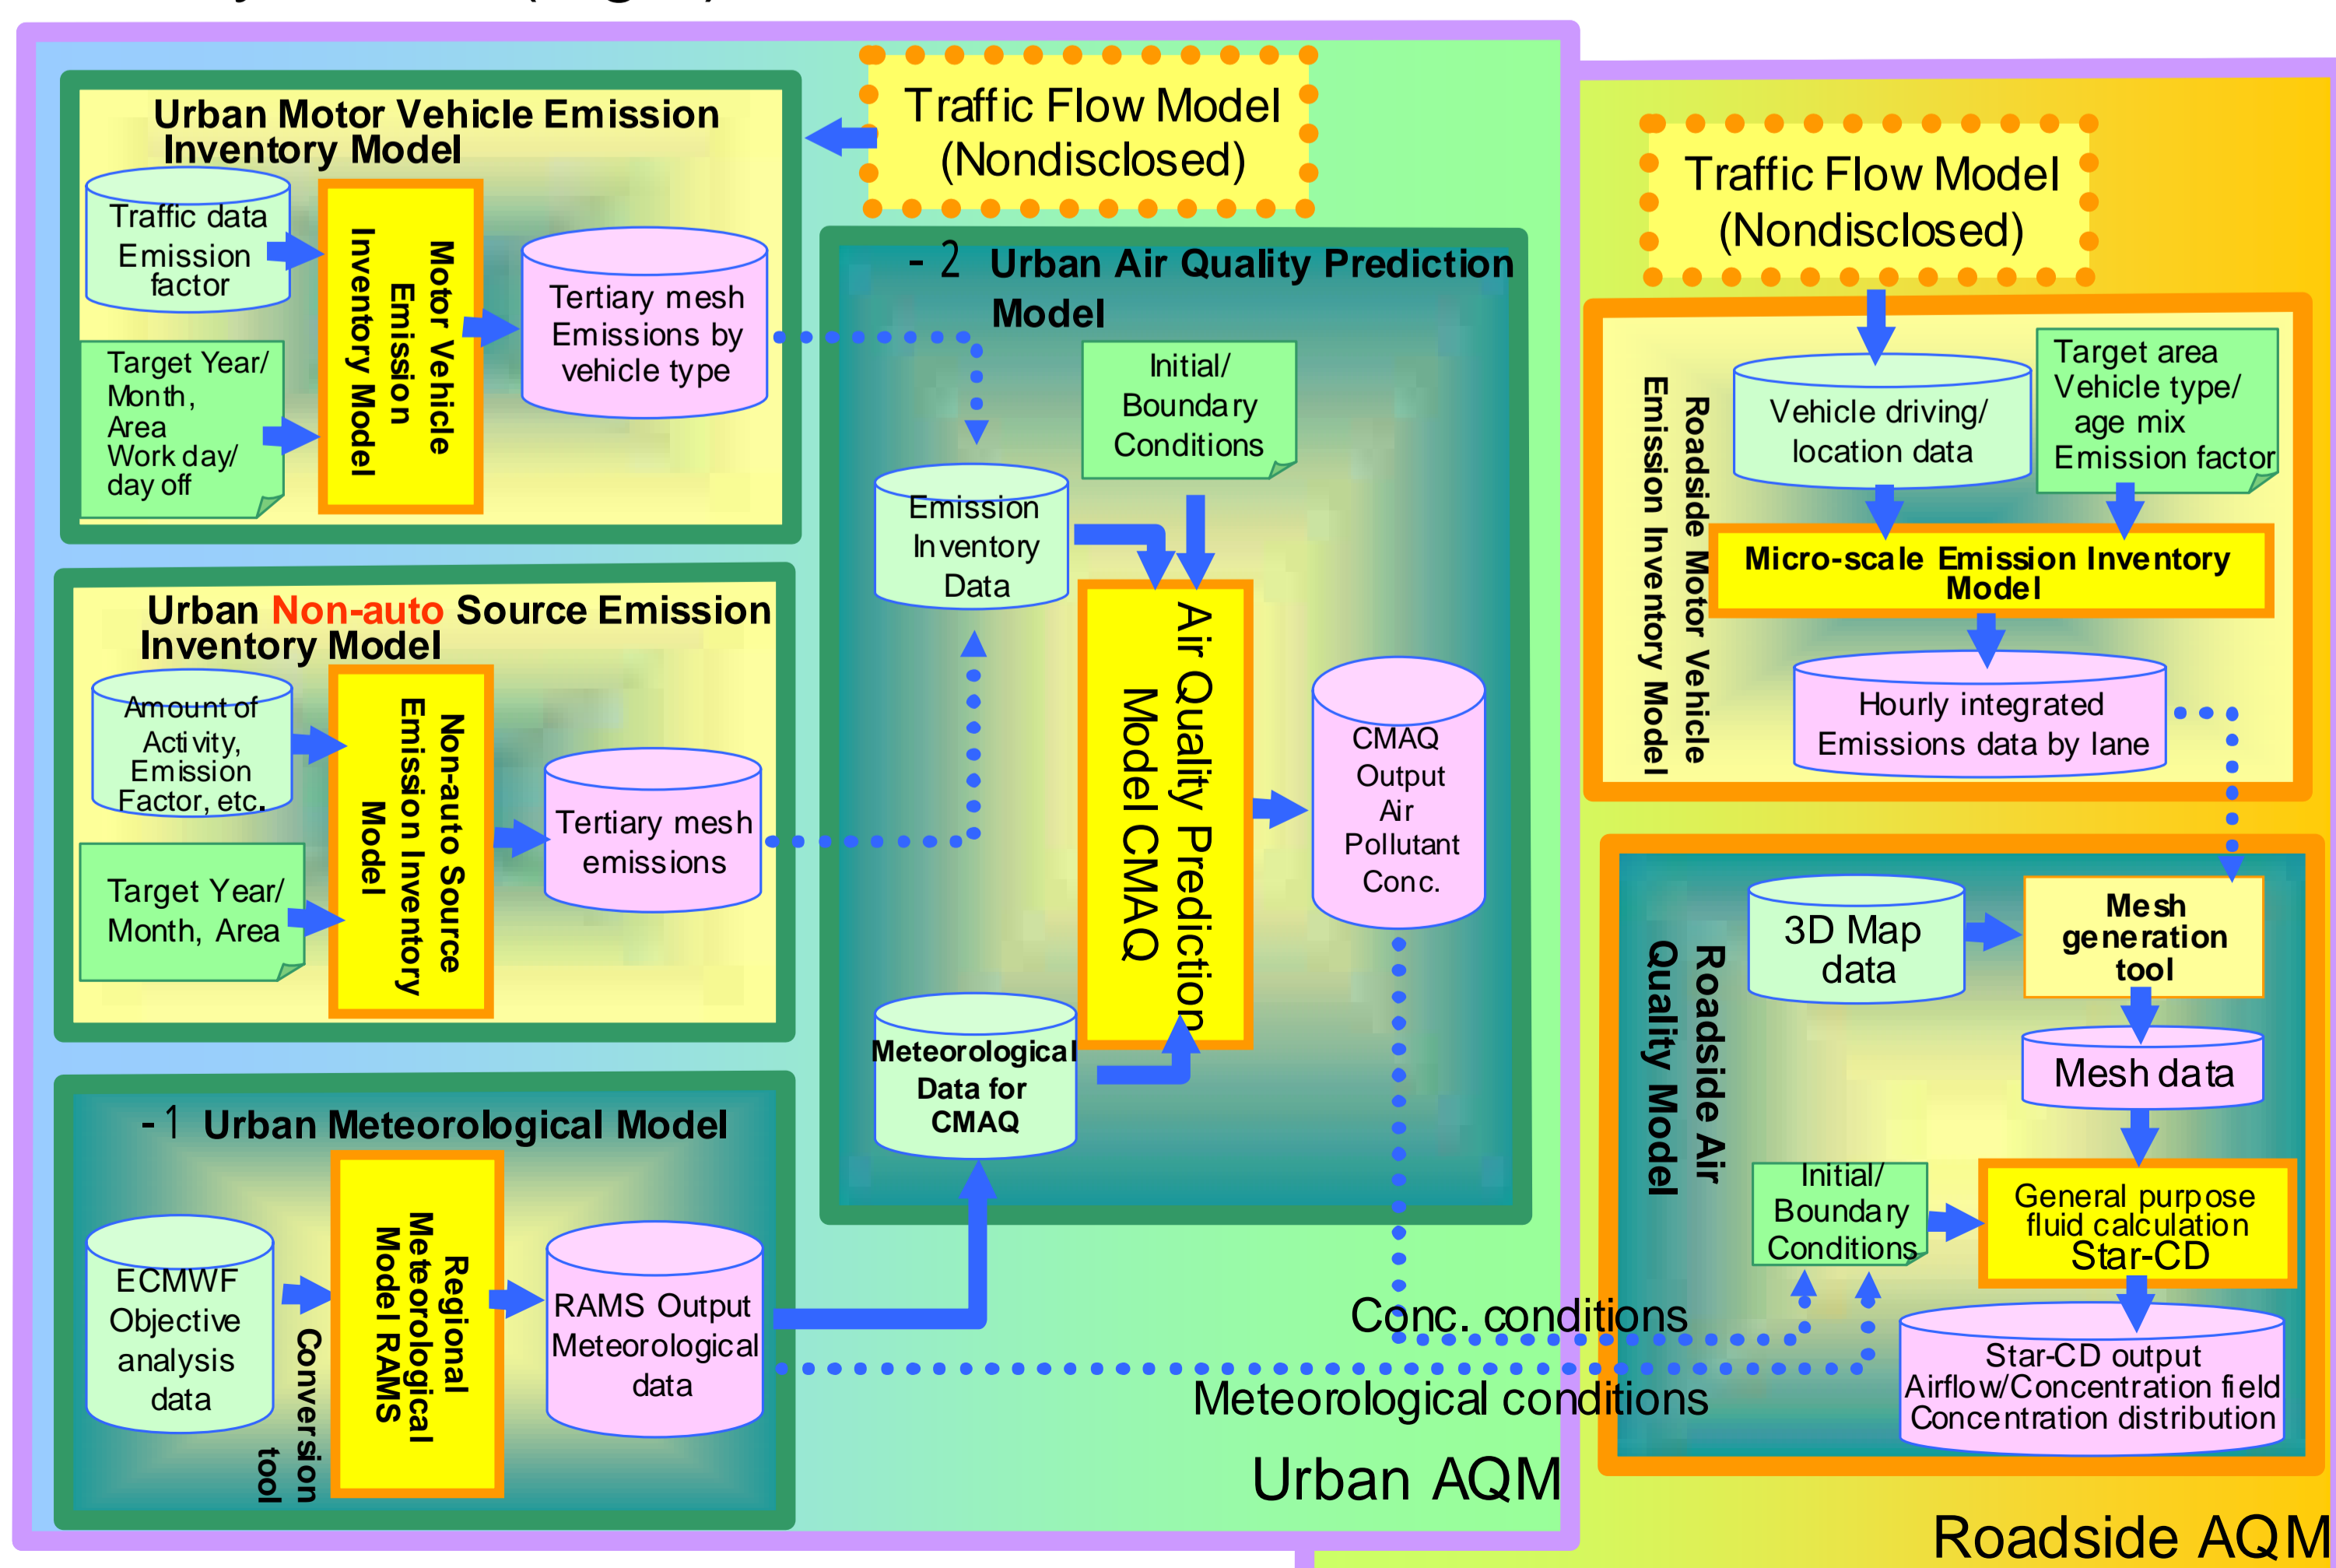 Urban Motor Vehicle Emission
Inventory Model
Traffic data
Emission
factor
Target Year/
Month,
Area
Work day/
day off
Motor Vehicle
Emission
Inventory Model
Tertiary mesh
Emissions by
vehicle type
Traffic Flow Model
(Nondisclosed)
Urban Non-auto Source Emission
Inventory Model
Amount of
Activity,
Emission
Factor, etc.
Target Year/
Month, Area
Non-auto Source
Emission Inventory
Model
Tertiary mesh
emissions
-1 Urban Meteorological Model
ECMWF
Objective
analysis
data
Conversion
tool
Regional
Meteorological
Model RAMS
RAMS Output
Meteorological
data
-2 Urban Air Quality Prediction
Model
Initial/
Boundary
Conditions
Emission
Inventory
Data
Air Quality Prediction
Model CMAQ
Meteorological
Data for
CMAQ
CMAQ
Output
Air
Pollutant
Conc.
Conc. conditions
Meteorological conditions
Urban AQM
Traffic Flow Model
(Nondisclosed)
Roadside Motor Vehicle
Emission Inventory Model
Vehicle driving/
location data
Target area
Vehicle type/
age mix
Emission factor
Micro-scale Emission Inventory
Model
Hourly integrated
Emissions data by lane
Roadside Air
Quality Model
3D Map
data
Mesh
generation
tool
Mesh data
Initial/
Boundary
Conditions
General purpose
fluid calculation
Star-CD
Star-CD output
Airflow/Concentration field
Concentration distribution
Roadside AQM